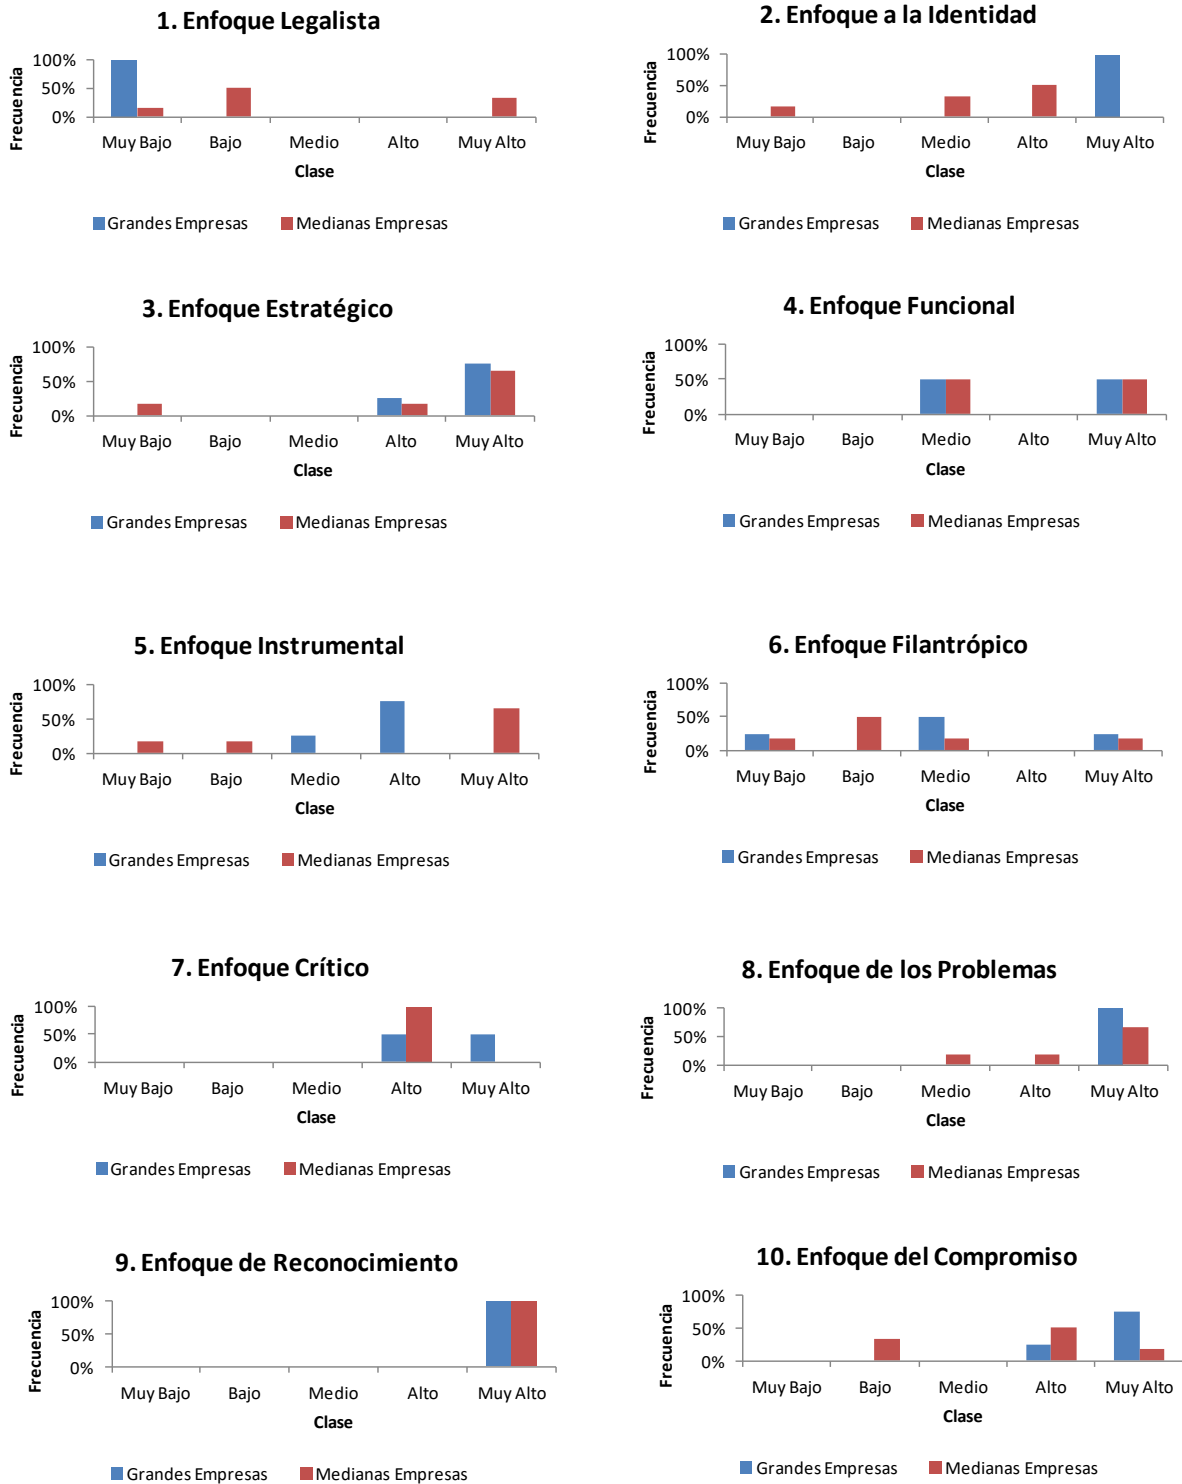 1. Enfoque Legalista
Frecuencia
100%
50%
0%
Muy Bajo Bajo Medio Alto Muy Alto
Clase
Grandes Empresas Medianas Empresas
2. Enfoque a la Identidad
Frecuencia
100%
50%
0%
Muy Bajo Bajo Medio Alto Muy Alto
Clase
Grandes Empresas Medianas Empresas
3. Enfoque Estratégico
Frecuencia
100%
50%
0%
Muy Bajo Bajo Medio Alto Muy Alto
Clase
Grandes Empresas Medianas Empresas
4. Enfoque Funcional
Frecuencia
100%
50%
0%
Muy Bajo Bajo Medio Alto Muy Alto
Clase
Grandes Empresas Medianas Empresas
5. Enfoque Instrumental
Frecuencia
100%
50%
0%
Muy Bajo Bajo Medio Alto Muy Alto
Clase
Grandes Empresas Medianas Empresas
6. Enfoque Filantrópico
Frecuencia
100%
50%
0%
Muy Bajo Bajo Medio Alto Muy Alto
Clase
Grandes Empresas Medianas Empresas
7. Enfoque Crítico
Frecuencia
100%
50%
0%
Muy Bajo Bajo Medio Alto Muy Alto
Clase
Grandes Empresas Medianas Empresas
8. Enfoque de los Problemas
Frecuencia
100%
50%
0%
Muy Bajo Bajo Medio Alto Muy Alto
Clase
Grandes Empresas Medianas Empresas
9. Enfoque de Reconocimiento
Frecuencia
100%
50%
0%
Muy Bajo Bajo Medio Alto Muy Alto
Clase
Grandes Empresas Medianas Empresas
10. Enfoque del Compromiso
Frecuencia
100%
50%
0%
Muy Bajo Bajo Medio Alto Muy Alto
Clase
Grandes Empresas Medianas Empresas